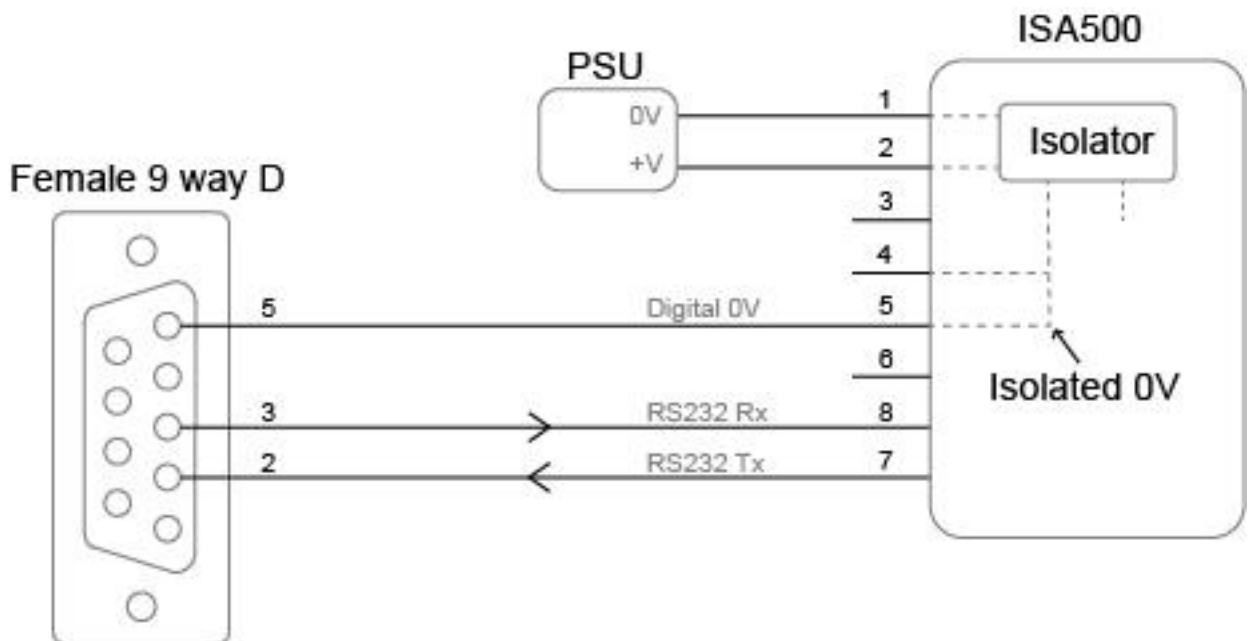 ISA500
PSU
0V
+V
1
2
Isolator
Female 9 way D
3
4
5
Digital 0V
5
6
Isolated 0V
3
RS232 Rx
8
2
RS232 Tx
7